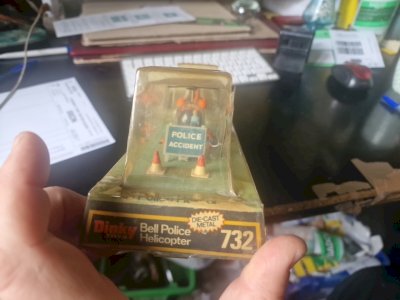 POLICE
ACCIDENT
Dinky
Bell Police
Helicopter
DIE-CAST
METAL
732